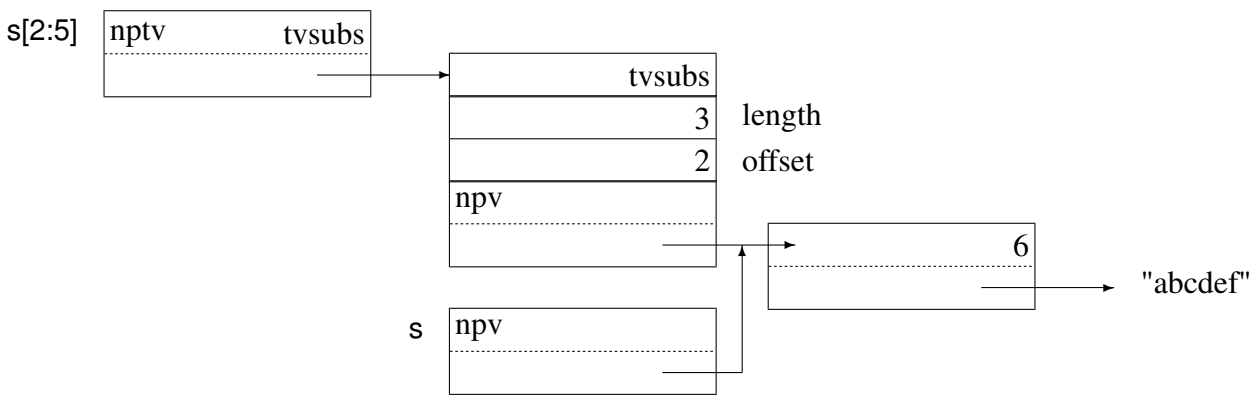 s[2:5] nptv tvsubs
tvsubs
3 length
2 offset
npv
6
"abcdef"
s npv